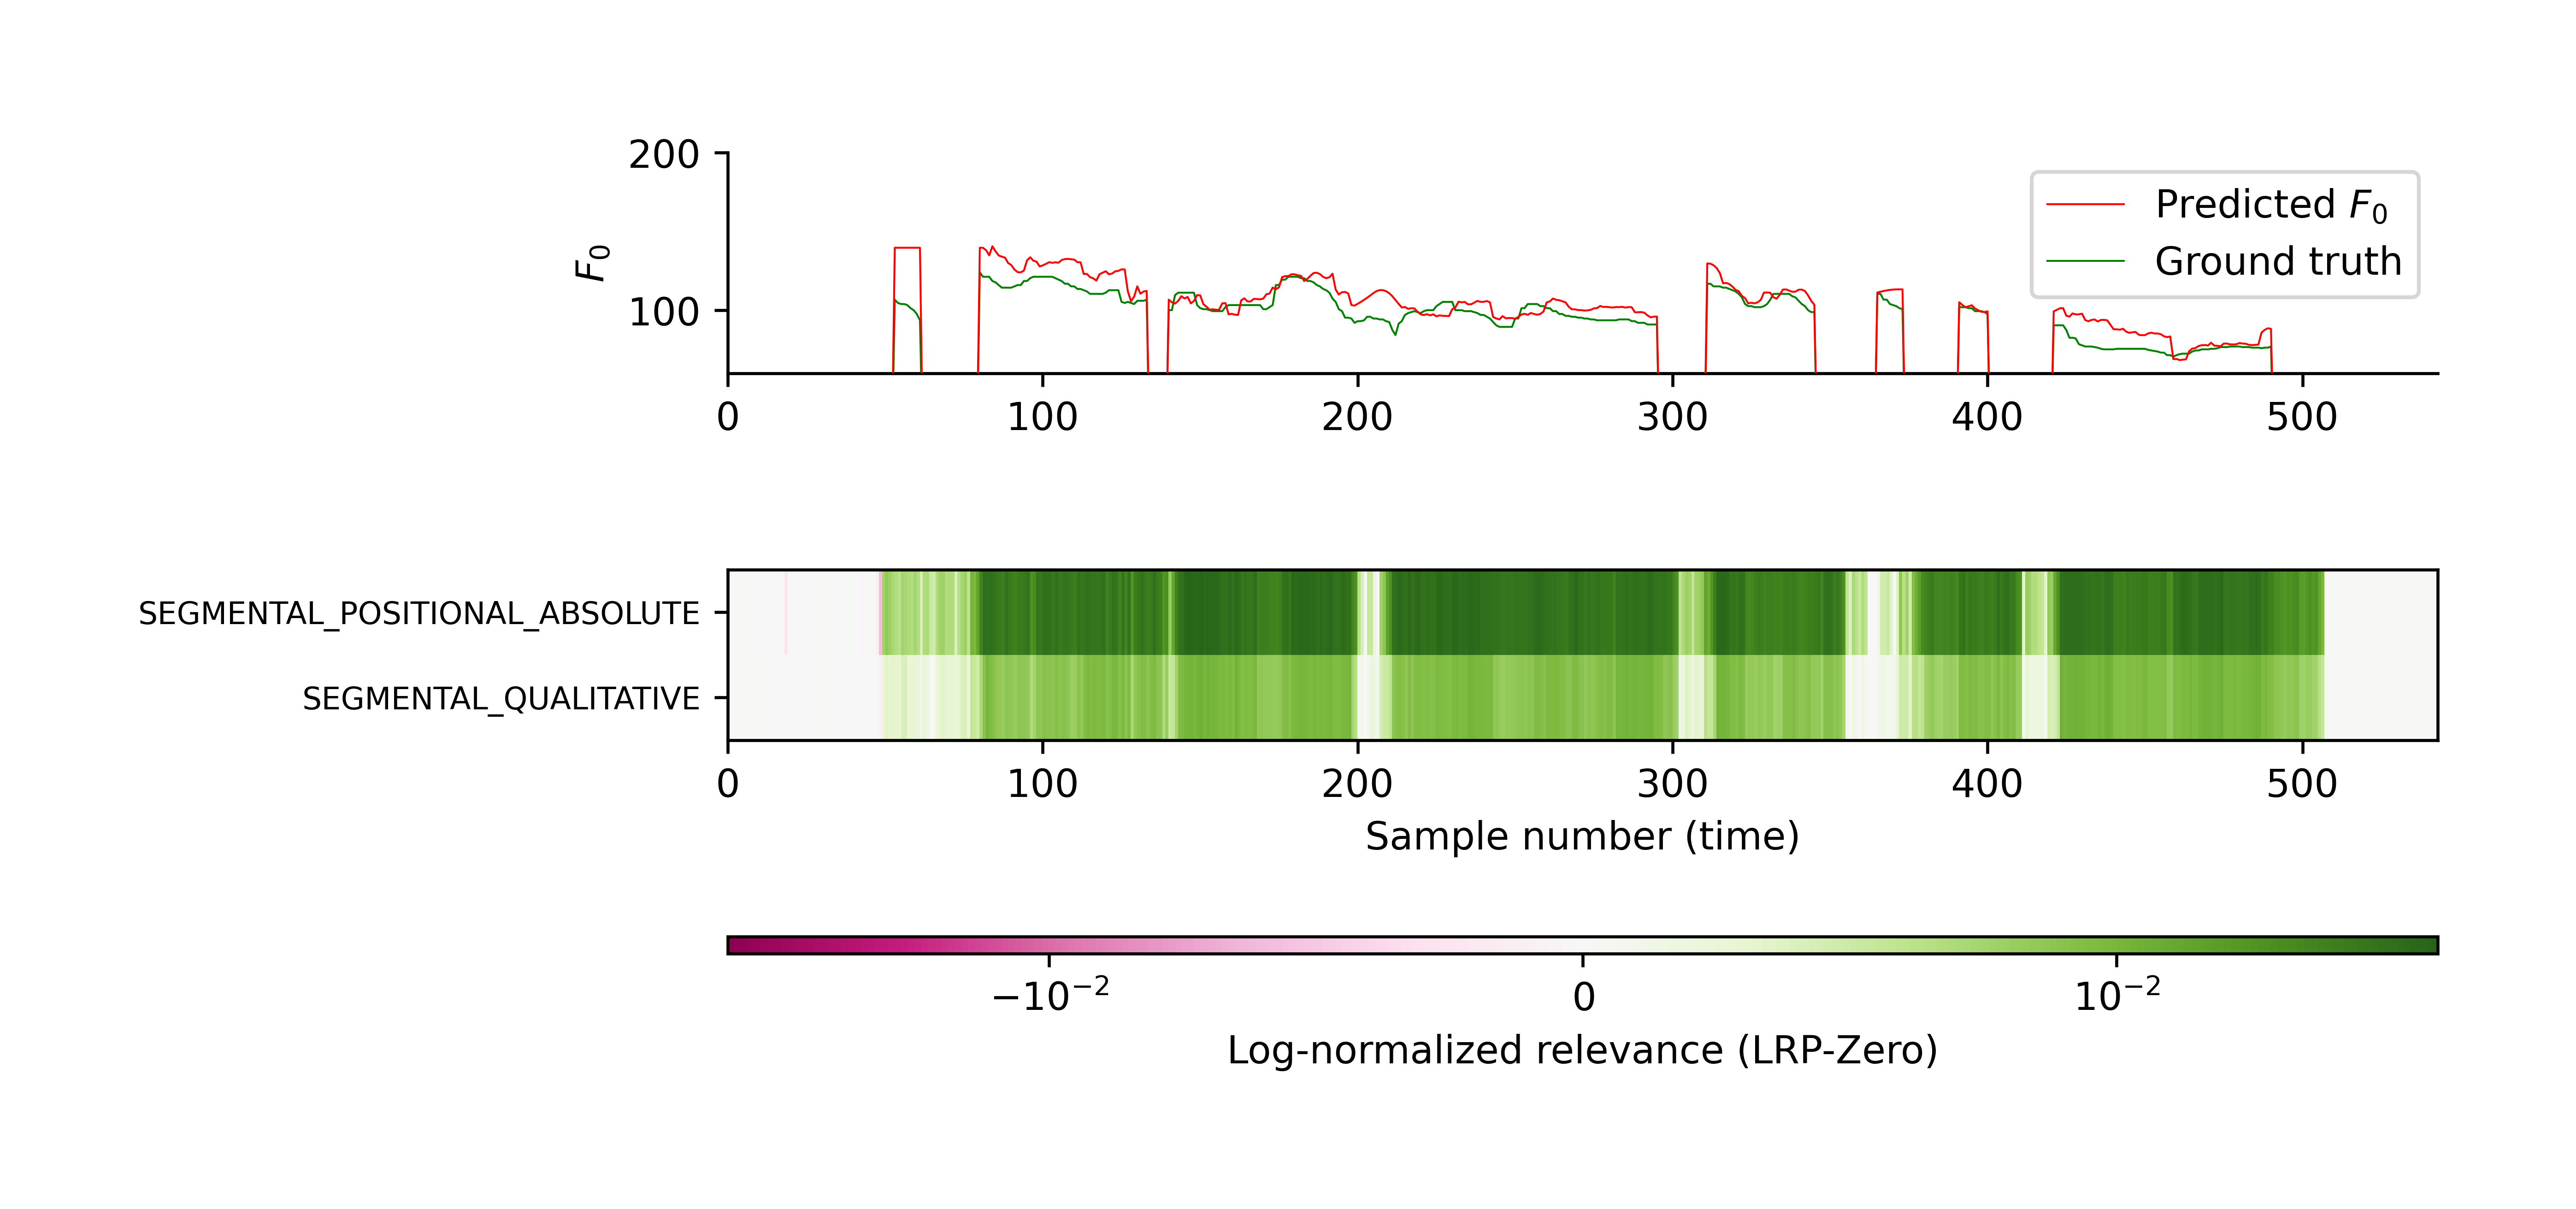 200
100
F₀
Predicted F₀
Ground truth
0 100 200 300 400 500
SEGMENTAL_POSITIONAL_ABSOLUTE
SEGMENTAL_QUALITATIVE
0 100 200 300 400 500
Sample number (time)
−10⁻² 0 10⁻²
Log-normalized relevance (LRP-Zero)